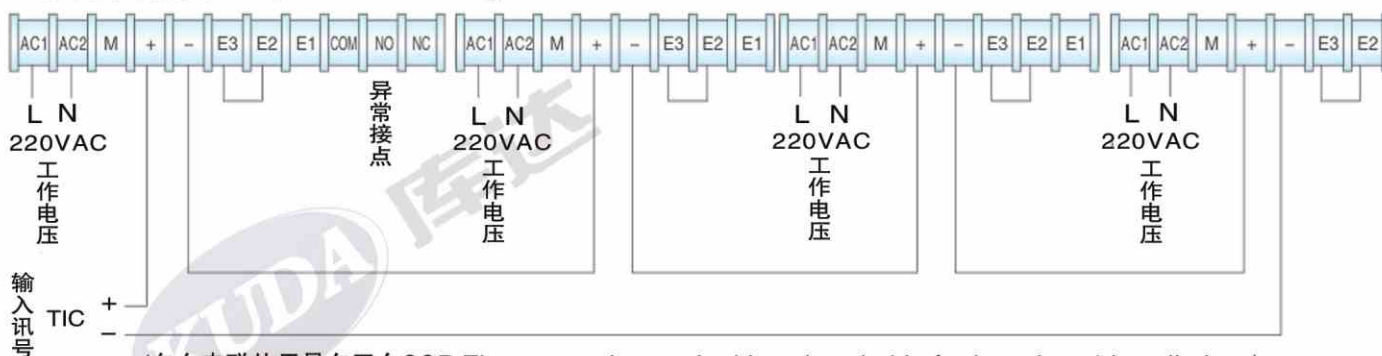 AC1 AC2 M + - E3 E2 E1 COM NO NC AC1 AC2 M + - E3 E2 E1 AC1 AC2 M + - E3 E2 E1 AC1 AC2 M + - E3 E2
L N
220VAC
工作电压
异常接点
L N
220VAC
工作电压
L N
220VAC
工作电压
L N
220VAC
工作电压
输入讯号
TIC + -
KUDA 库达